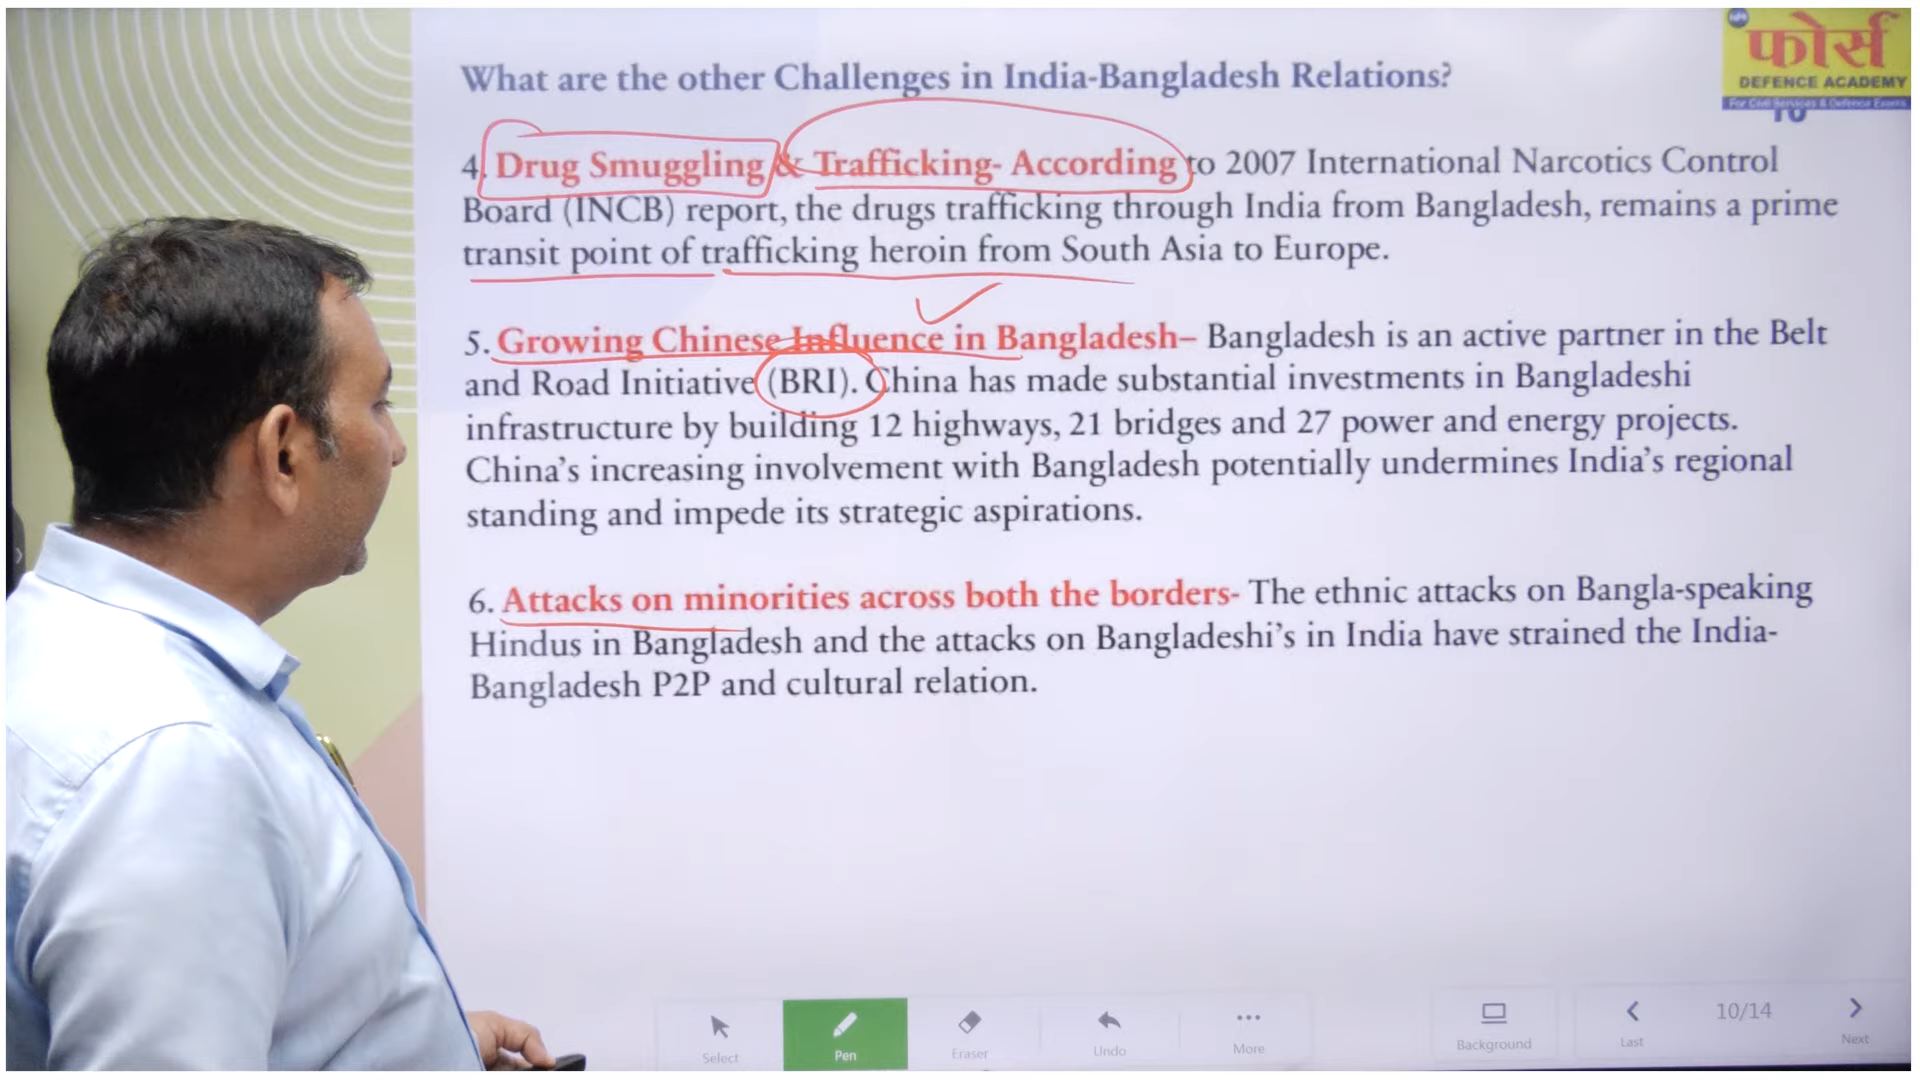 What are the other Challenges in India-Bangladesh Relations?
फोर्स
DEFENCE ACADEMY
For Civil Services & Defence Exams
10
4. Drug Smuggling & Trafficking- According to 2007 International Narcotics Control
Board (INCB) report, the drugs trafficking through India from Bangladesh, remains a prime
transit point of trafficking heroin from South Asia to Europe.
5. Growing Chinese Influence in Bangladesh– Bangladesh is an active partner in the Belt
and Road Initiative (BRI). China has made substantial investments in Bangladeshi
infrastructure by building 12 highways, 21 bridges and 27 power and energy projects.
China’s increasing involvement with Bangladesh potentially undermines India’s regional
standing and impede its strategic aspirations.
6. Attacks on minorities across both the borders- The ethnic attacks on Bangla-speaking
Hindus in Bangladesh and the attacks on Bangladeshi’s in India have strained the India-
Bangladesh P2P and cultural relation.
Select
Pen
Eraser
Undo
More
Background
Last
10/14
Next